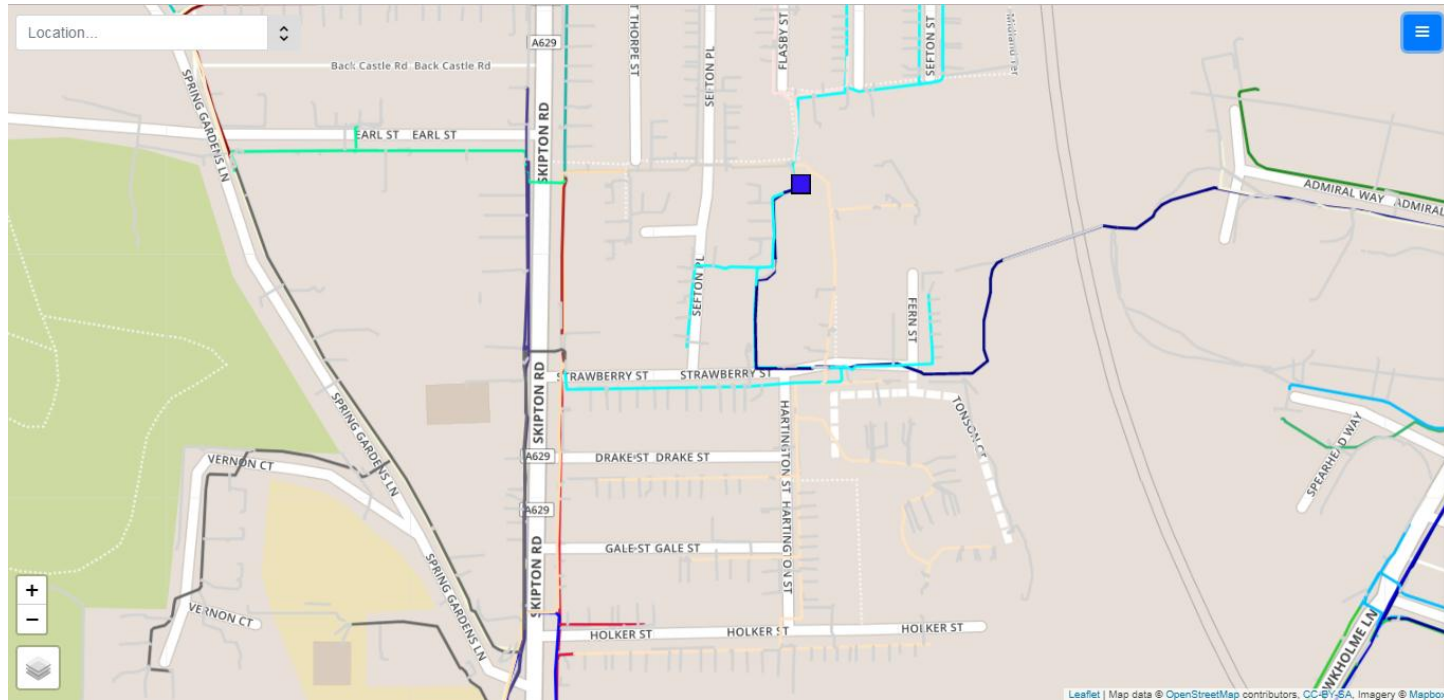 Location...
A629
T THORPE ST
FLASBY ST
SEFTON ST
Midland
SPRING GARDENS LN
Back Castle Rd Back Castle Rd
SEFTON PL
EARL ST EARL ST
SKIPTON RD
ADMIRAL WAY ADMIRAL
SEFTON PL
FERN ST
STRAWBERRY ST STRAWBERRY ST
SKIPTON RD
SPRING GARDENS LN
HARTINGTON ST HARTINGTON ST
TONSON CT
SPEARHEAD WAY
VERNON CT
A629
DRAKE ST DRAKE ST
A629
GALE ST GALE ST
SKIPTON RD
SPRING GARDENS LN
+
−
VERNON CT
HOLKER ST HOLKER ST HOLKER ST
WKHOLME LN
Leaflet | Map data © OpenStreetMap contributors, CC-BY-SA, Imagery © Mapbox